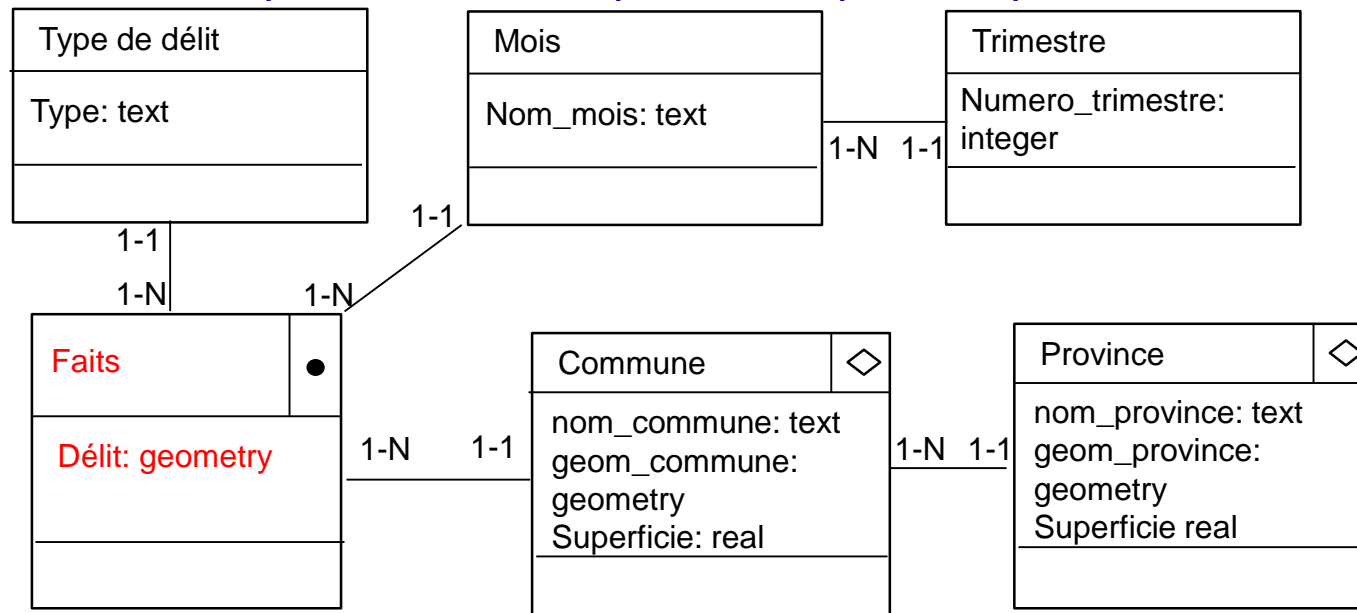 Type de délit
Type: text
Mois
Nom_mois: text
Trimestre
Numero_trimestre:
integer
1-N 1-1
1-1
1-N
1-1
1-N
Faits
Délit: geometry
1-N 1-1
Commune
nom_commune: text
geom_commune:
geometry
Superficie: real
1-N 1-1
Province
nom_province: text
geom_province:
geometry
Superficie real